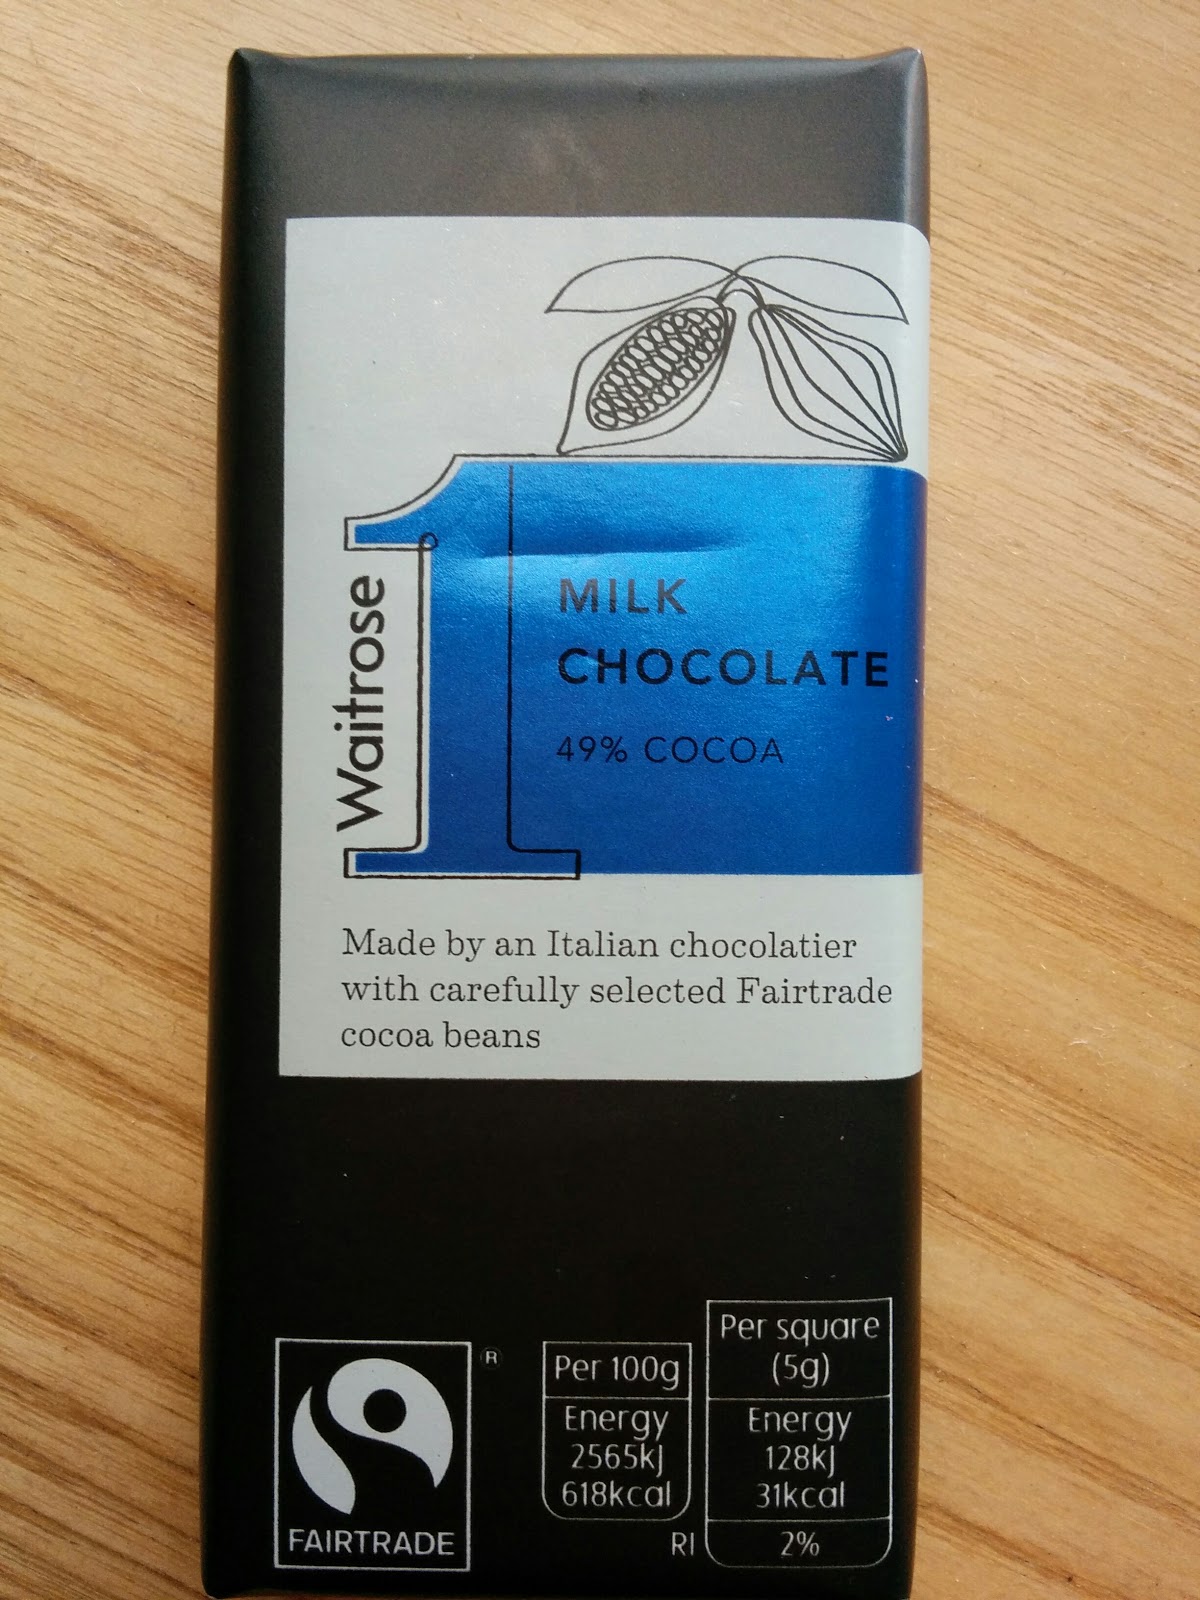 Waitrose
1
MILK
CHOCOLATE
49% COCOA
Made by an Italian chocolatier
with carefully selected Fairtrade
cocoa beans
FAIRTRADE
®
Per 100g
Energy
2565kJ
618kcal
Per square
(5g)
Energy
128kJ
31kcal
RI 2%